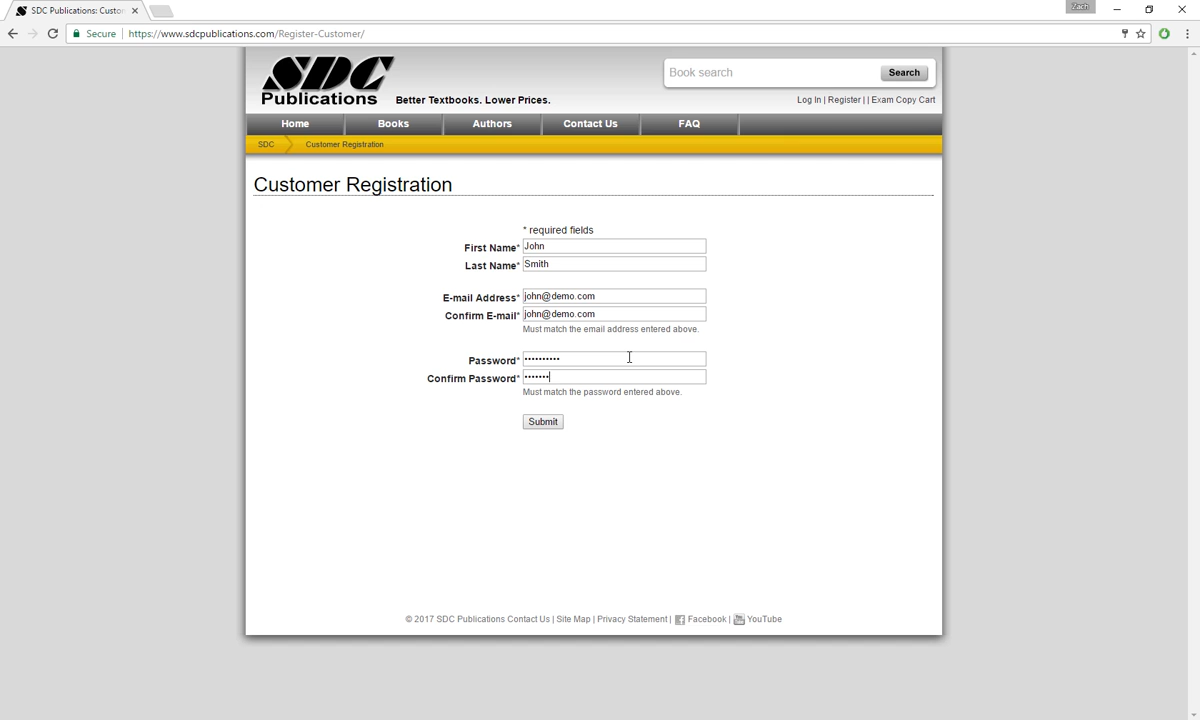 SDC Publications: Custo
Zach
Secure | https://www.sdcpublications.com/Register-Customer/
SDC
Publications
Better Textbooks. Lower Prices.
Book search
Search
Log In | Register | | Exam Copy Cart
Home
Books
Authors
Contact Us
FAQ
SDC
Customer Registration
Customer Registration
* required fields
First Name* John
Last Name* Smith
E-mail Address* john@demo.com
Confirm E-mail* john@demo.com
Must match the email address entered above.
Password* ••••••••••
Confirm Password* •••••••
Must match the password entered above.
Submit
© 2017 SDC Publications Contact Us | Site Map | Privacy Statement | Facebook | YouTube